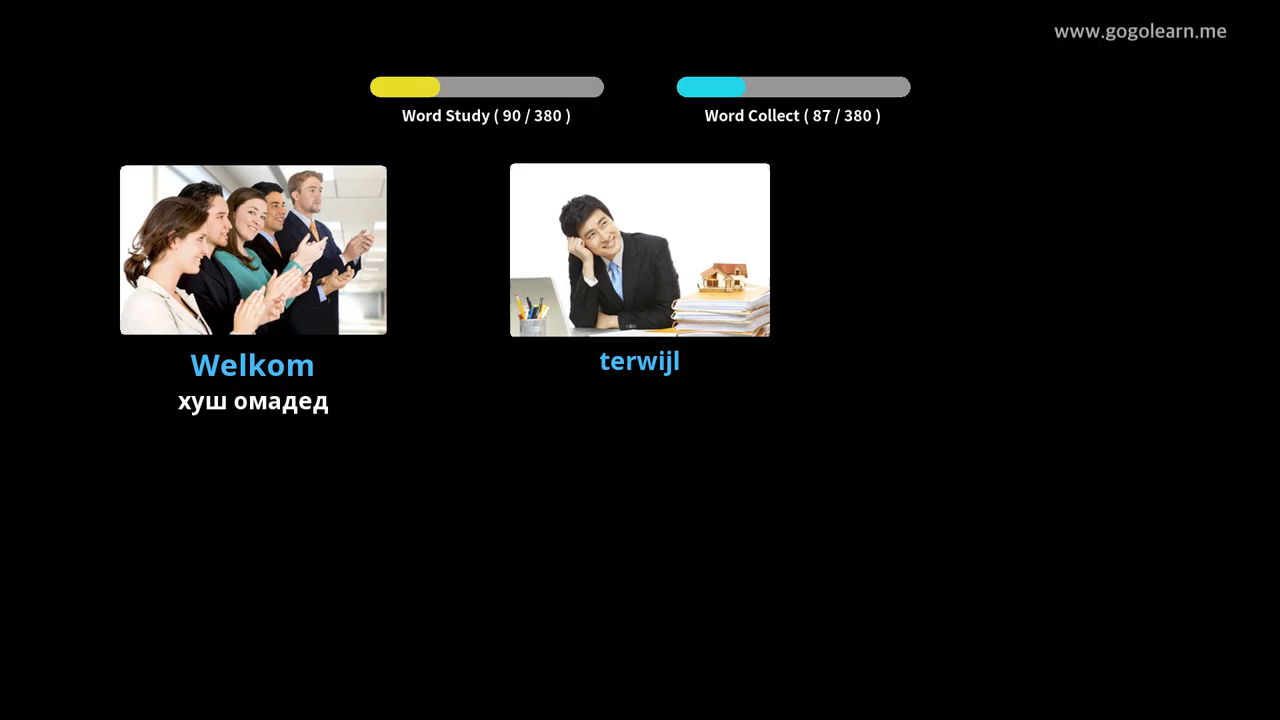 www.gogolearn.me
Word Study ( 90 / 380 )
Word Collect ( 87 / 380 )
Welkom
хуш омадед
terwijl